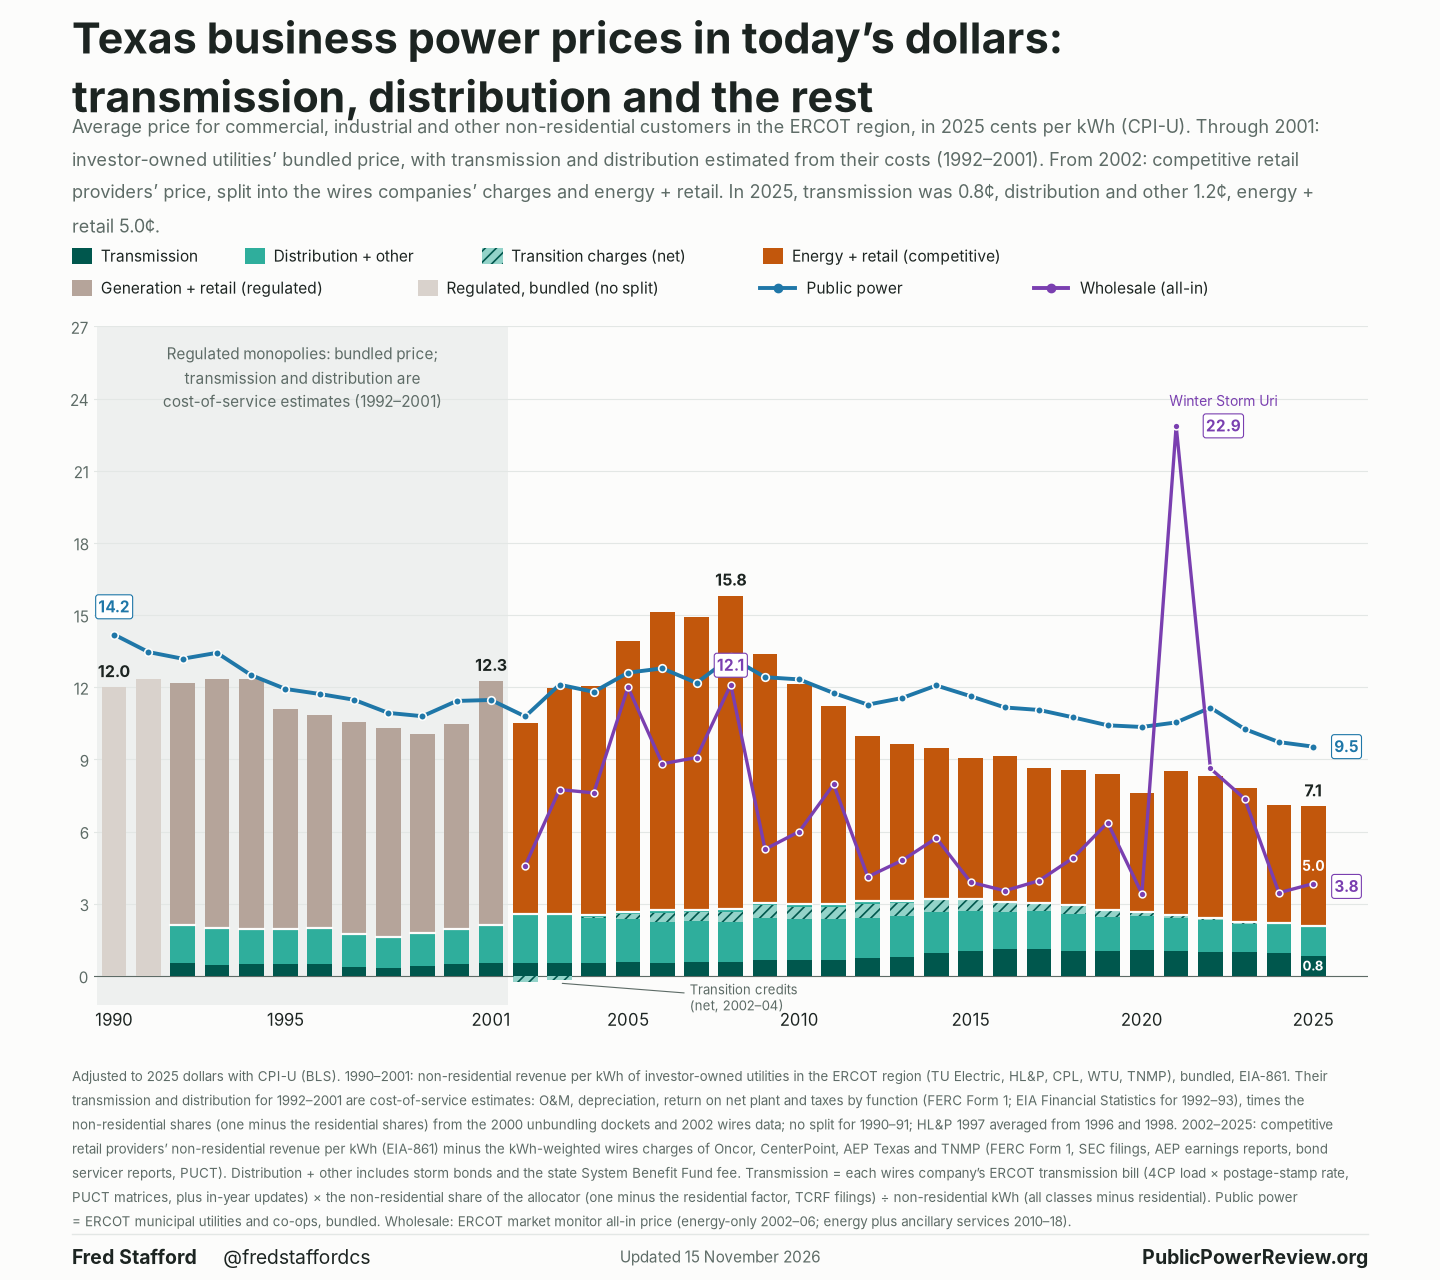 Texas business power prices in today’s dollars:
transmission, distribution and the rest
Average price for commercial, industrial and other non-residential customers in the ERCOT region, in 2025 cents per kWh (CPI-U). Through 2001:
investor-owned utilities’ bundled price, with transmission and distribution estimated from their costs (1992–2001). From 2002: competitive retail
providers’ price, split into the wires companies’ charges and energy + retail. In 2025, transmission was 0.8¢, distribution and other 1.2¢, energy +
retail 5.0¢.
Transmission
Distribution + other
Transition charges (net)
Energy + retail (competitive)
Generation + retail (regulated)
Regulated, bundled (no split)
Public power
Wholesale (all-in)
27
24
21
18
15
12
9
6
3
0
Regulated monopolies: bundled price;
transmission and distribution are
cost-of-service estimates (1992–2001)
Winter Storm Uri
22.9
14.2
12.0
12.3
15.8
12.1
9.5
7.1
5.0
3.8
0.8
Transition credits
(net, 2002–04)
1990
1995
2001
2005
2010
2015
2020
2025
Adjusted to 2025 dollars with CPI-U (BLS). 1990–2001: non-residential revenue per kWh of investor-owned utilities in the ERCOT region (TU Electric, HL&P, CPL, WTU, TNMP), bundled, EIA-861. Their
transmission and distribution for 1992–2001 are cost-of-service estimates: O&M, depreciation, return on net plant and taxes by function (FERC Form 1; EIA Financial Statistics for 1992–93), times the
non-residential shares (one minus the residential shares) from the 2000 unbundling dockets and 2002 wires data; no split for 1990–91; HL&P 1997 averaged from 1996 and 1998. 2002–2025: competitive
retail providers’ non-residential revenue per kWh (EIA-861) minus the kWh-weighted wires charges of Oncor, CenterPoint, AEP Texas and TNMP (FERC Form 1, SEC filings, AEP earnings reports, bond
servicer reports, PUCT). Distribution + other includes storm bonds and the state System Benefit Fund fee. Transmission = each wires company’s ERCOT transmission bill (4CP load × postage-stamp rate,
PUCT matrices, plus in-year updates) × the non-residential share of the allocator (one minus the residential factor, TCRF filings) ÷ non-residential kWh (all classes minus residential). Public power
= ERCOT municipal utilities and co-ops, bundled. Wholesale: ERCOT market monitor all-in price (energy-only 2002–06; energy plus ancillary services 2010–18).
Fred Stafford
@fredstaffordcs
Updated 15 November 2026
PublicPowerReview.org